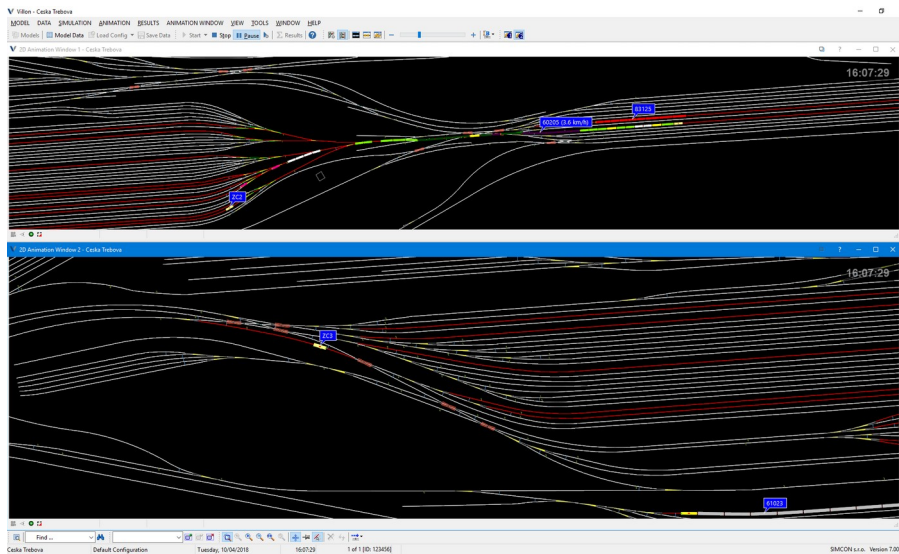 Villon - Ceska Trebova
MODEL DATA SIMULATION ANIMATION RESULTS ANIMATION WINDOW VIEW TOOLS WINDOW HELP
Models Model Data Load Config Save Data Start Stop Pause Results
2D Animation Window 1 - Ceska Trebova
16:07:29
83125
60205 (3.6 km/h)
ZC2
2D Animation Window 2 - Ceska Trebova
16:07:29
ZC3
61023
Find ...
Ceska Trebova Default Configuration Tuesday, 10/04/2018 16:07:29 1 of 1 [ID: 123456] SIMCON s.r.o. Version 7.00